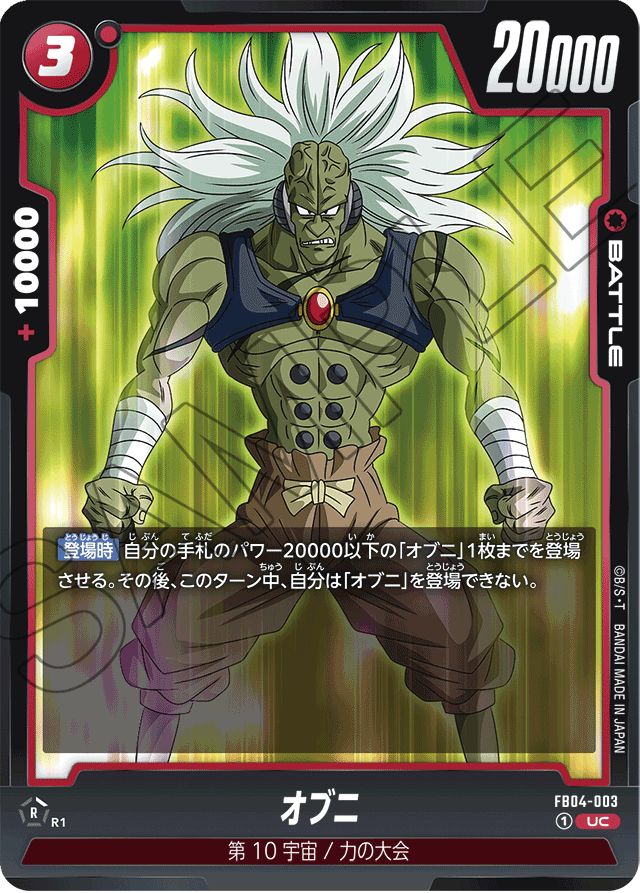 3
20000
+10000
BATTLE
SAMPLE
登場時 自分の手札のパワー20000以下の「オブニ」1枚までを登場
させる。その後、このターン中、自分は「オブニ」を登場できない。
©B/S・T BANDAI MADE IN JAPAN
オブニ
FB04-003
R R1
1 UC
第10宇宙 / 力の大会